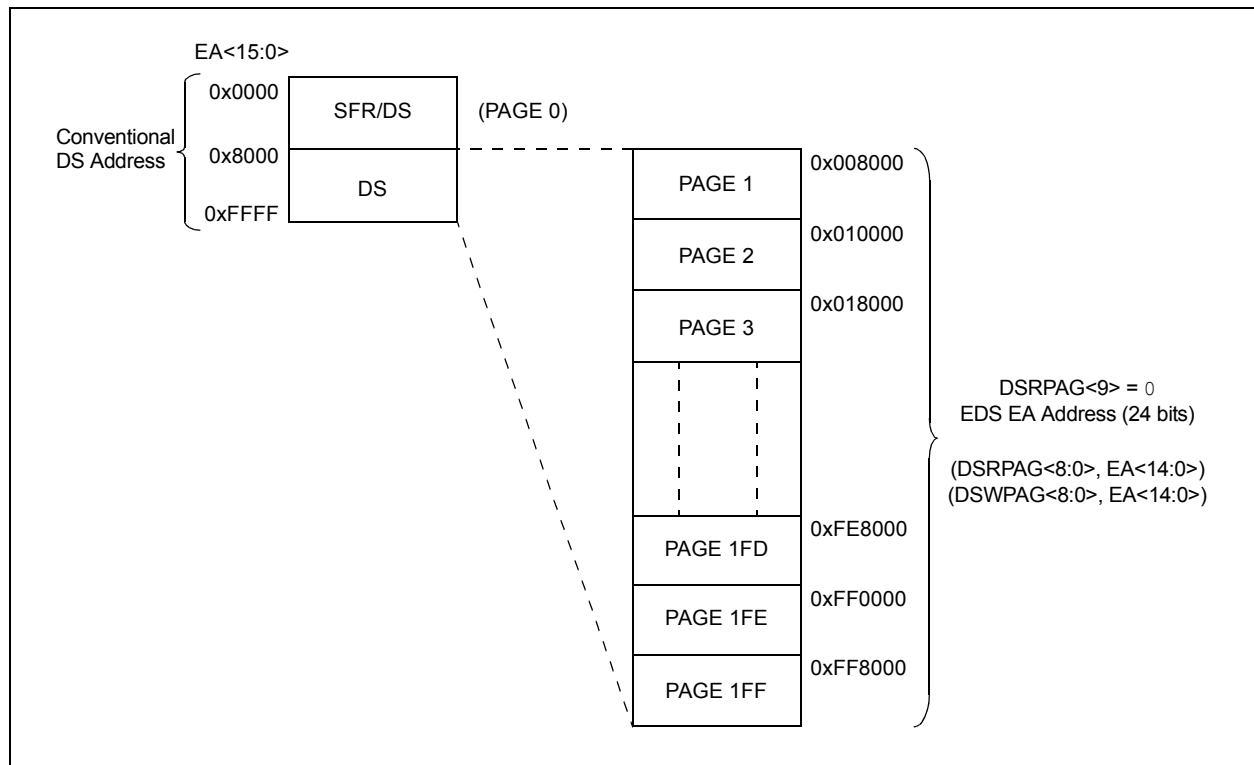 EA<15:0>
0x0000
SFR/DS
(PAGE 0)
Conventional
DS Address
0x8000
DS
0xFFFF
PAGE 1
0x008000
PAGE 2
0x010000
PAGE 3
0x018000
DSRPAG<9> = 0
EDS EA Address (24 bits)
(DSRPAG<8:0>, EA<14:0>)
(DSWPAG<8:0>, EA<14:0>)
PAGE 1FD
0xFE8000
PAGE 1FE
0xFF0000
PAGE 1FF
0xFF8000